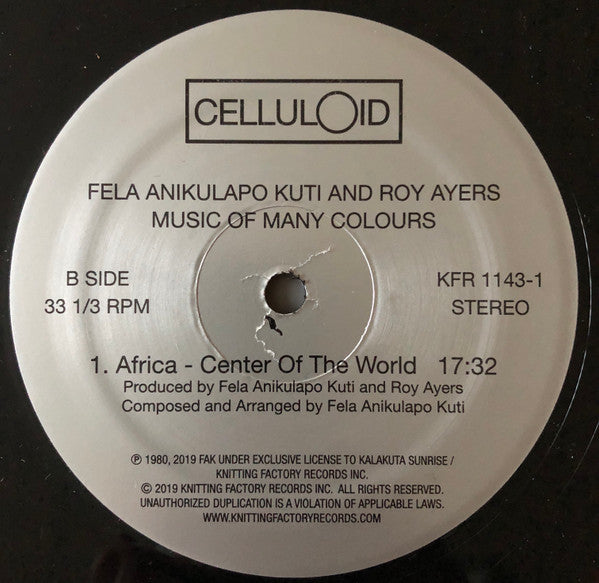 CELLULOID
FELA ANIKULAPO KUTI AND ROY AYERS
MUSIC OF MANY COLOURS
B SIDE
33 1/3 RPM
KFR 1143-1
STEREO
1. Africa - Center Of The World 17:32
Produced by Fela Anikulapo Kuti and Roy Ayers
Composed and Arranged by Fela Anikulapo Kuti
℗ 1980, 2019 FAK UNDER EXCLUSIVE LICENSE TO KALAKUTA SUNRISE /
KNITTING FACTORY RECORDS INC.
© 2019 KNITTING FACTORY RECORDS INC. ALL RIGHTS RESERVED.
UNAUTHORIZED DUPLICATION IS A VIOLATION OF APPLICABLE LAWS.
WWW.KNITTINGFACTORYRECORDS.COM